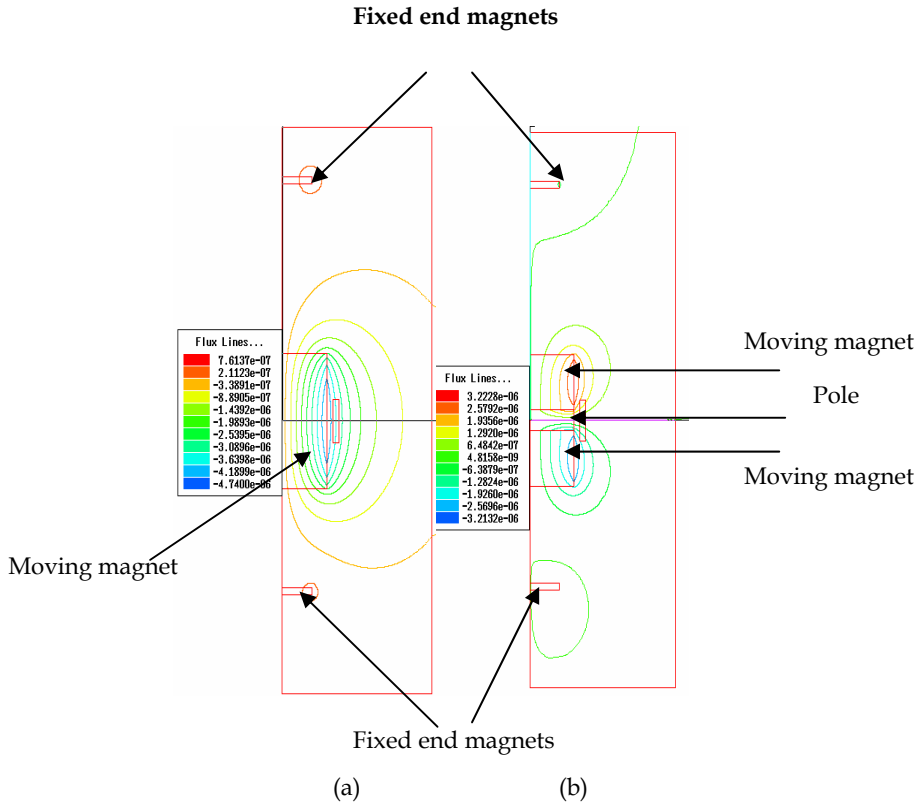 Fixed end magnets
Flux Lines...
7.6137e-07
2.1123e-07
-3.3891e-07
-8.8905e-07
-1.4392e-06
-1.9893e-06
-2.5395e-06
-3.0896e-06
-3.6398e-06
-4.1899e-06
-4.7400e-06
Moving magnet
Flux Lines...
3.2228e-06
2.5792e-06
1.9356e-06
1.2920e-06
6.4842e-07
4.8158e-09
-6.3879e-07
-1.2824e-06
-1.9260e-06
-2.5696e-06
-3.2132e-06
Moving magnet
Pole
Moving magnet
Fixed end magnets
(a)
(b)